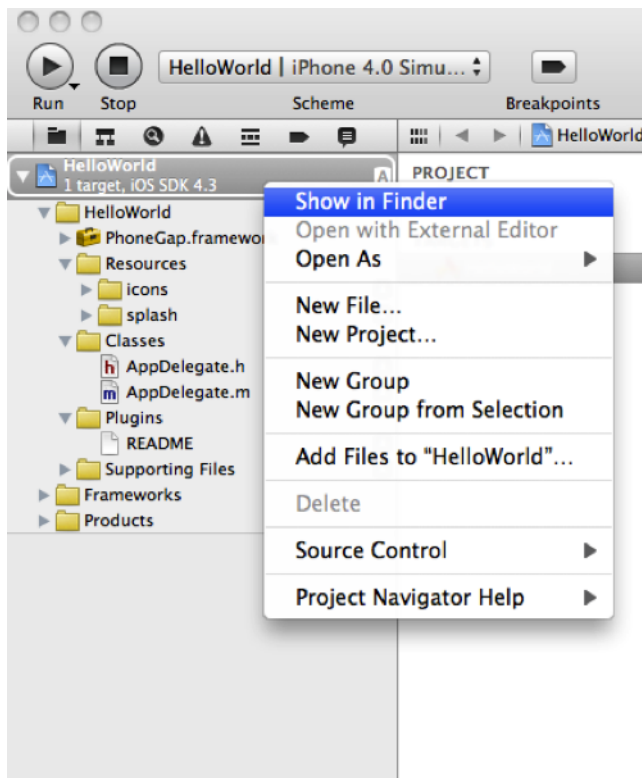 HelloWorld | iPhone 4.0 Simu...
Run Stop Scheme Breakpoints
HelloWorld
HelloWorld
1 target, iOS SDK 4.3
A
PROJECT
HelloWorld
PhoneGap.framewor
Resources
icons
splash
Classes
h AppDelegate.h
m AppDelegate.m
Plugins
README
Supporting Files
Frameworks
Products
Show in Finder
Open with External Editor
Open As
New File...
New Project...
New Group
New Group from Selection
Add Files to “HelloWorld”...
Delete
Source Control
Project Navigator Help